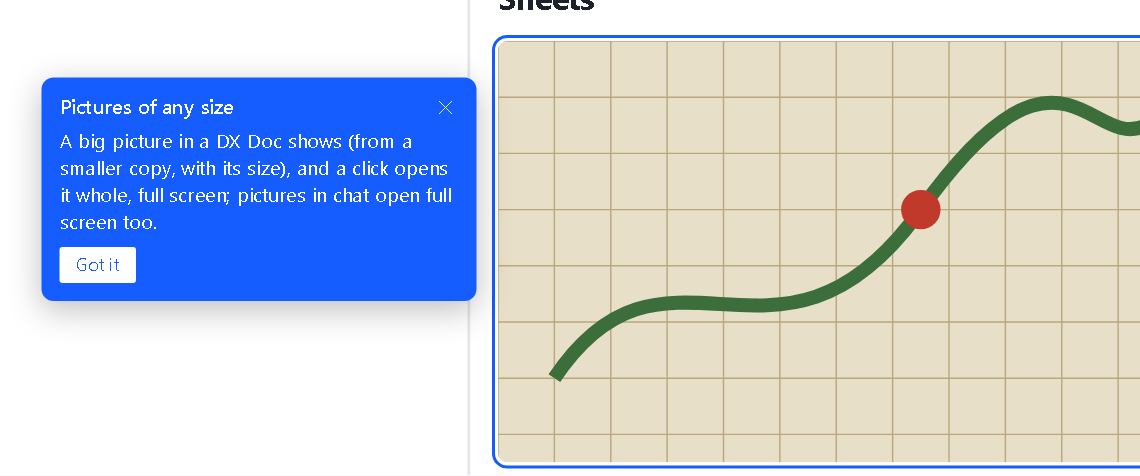 Sheets
Pictures of any size
A big picture in a DX Doc shows (from a
smaller copy, with its size), and a click opens
it whole, full screen; pictures in chat open full
screen too.
Got it